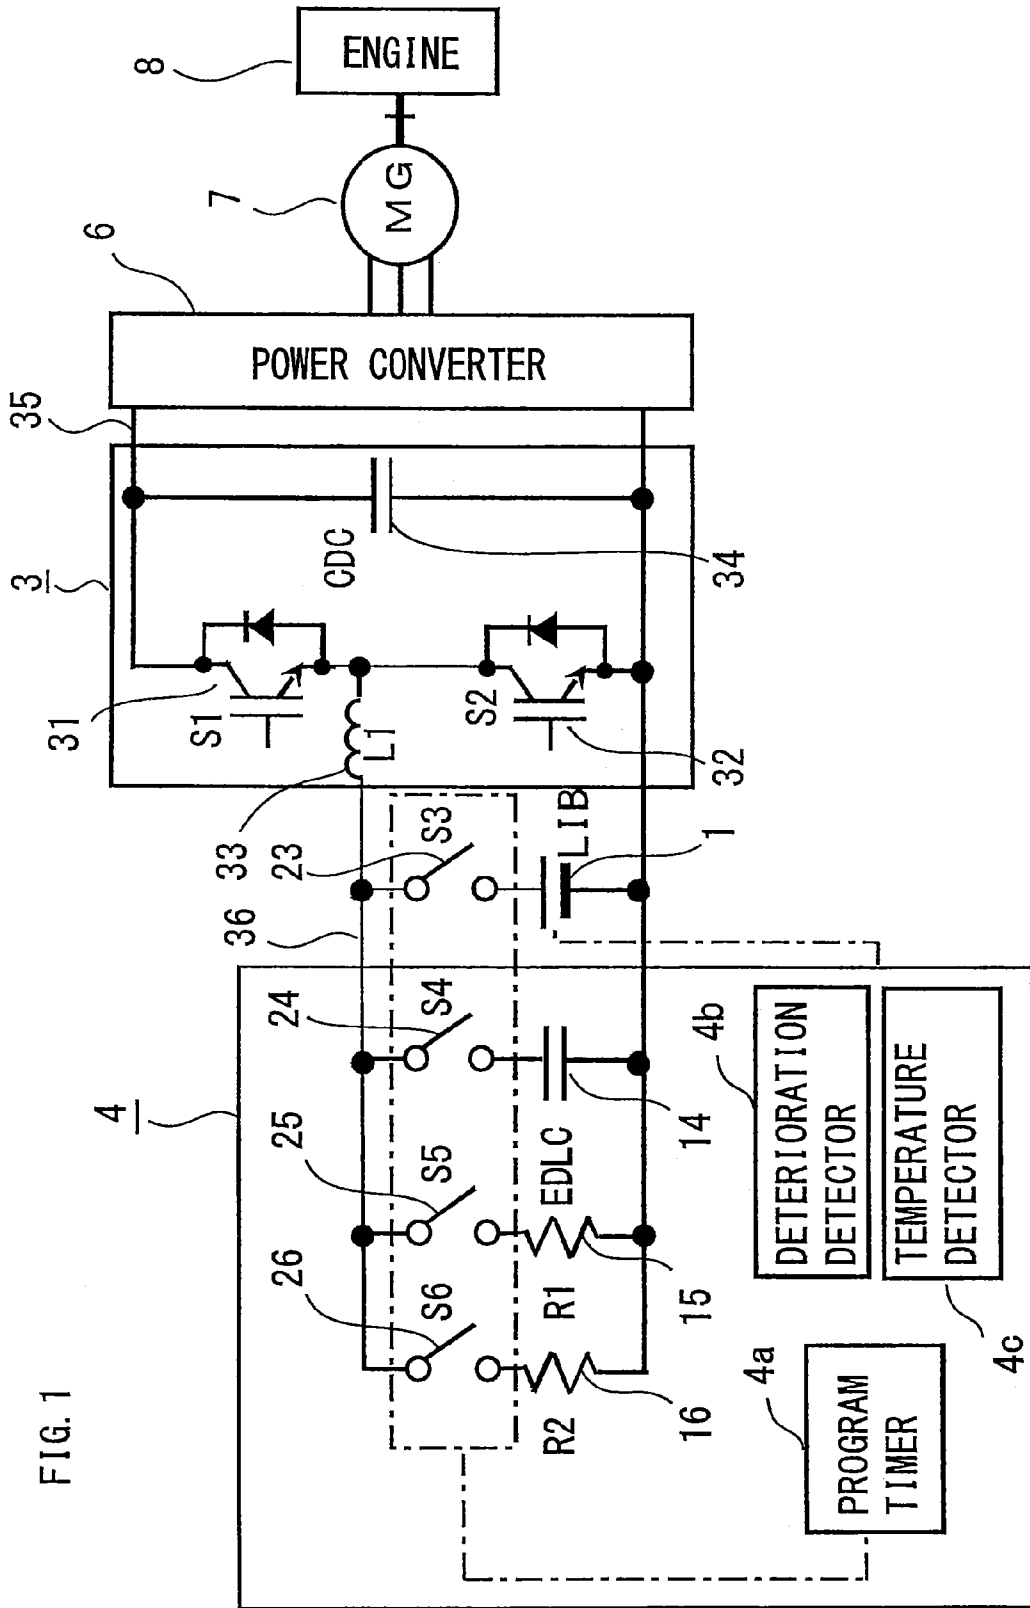 FIG. 1
4
26
25
24
36
23
33
31
3
35
6
7
8
S6
S5
S4
S3
L1
S1
S2
CDC
POWER CONVERTER
MG
ENGINE
R2
R1
EDLC
LIB
16
15
14
1
32
34
4a
PROGRAM
TIMER
4b
DETERIORATION
DETECTOR
TEMPERATURE
DETECTOR
4c